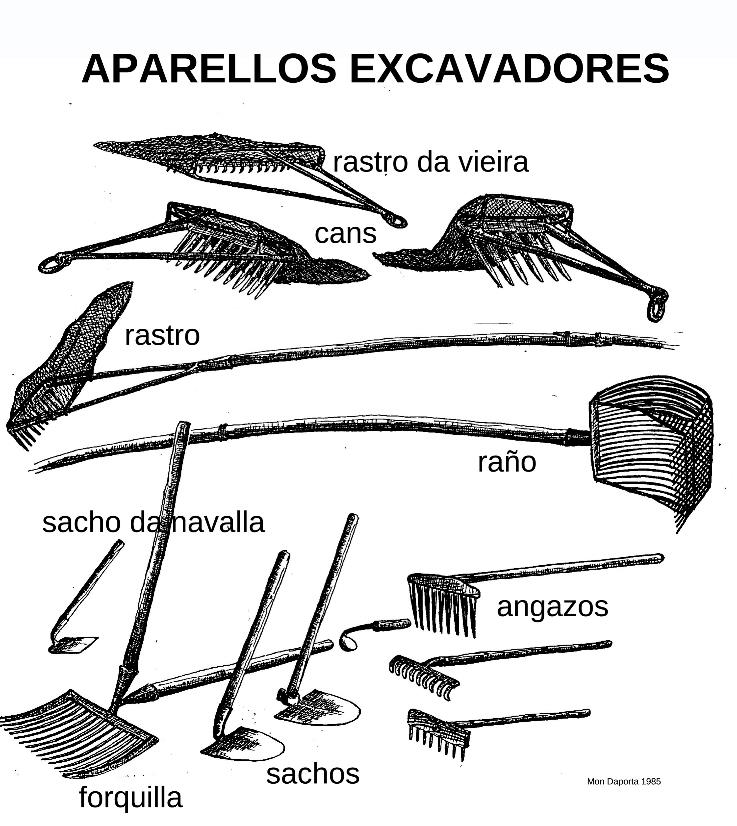 APARELLOS EXCAVADORES
rastro da vieira
cans
rastro
raño
sacho da navalla
angazos
sachos
Mon Daporta 1985
forquilla